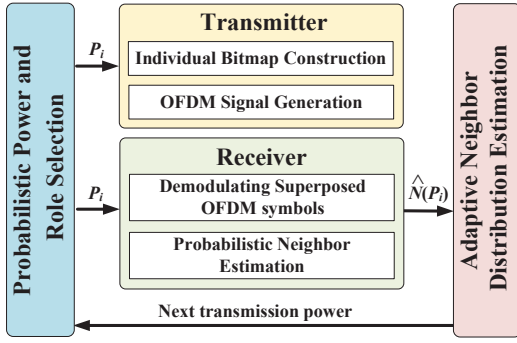 Probabilistic Power and
Role Selection
P_i
P_i
Transmitter
Individual Bitmap Construction
OFDM Signal Generation
Receiver
Demodulating Superposed
OFDM symbols
Probabilistic Neighbor
Estimation
N̂(P_i)
Adaptive Neighbor
Distribution Estimation
Next transmission power